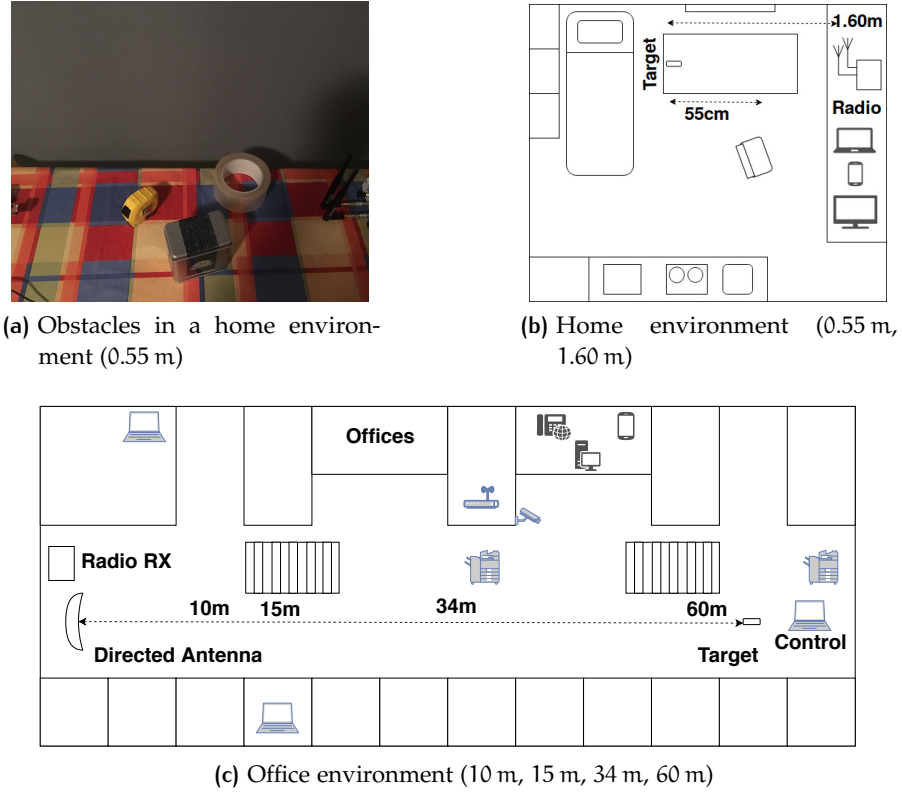 1.60m
Target
Radio
55cm
(a) Obstacles in a home environ-
ment (0.55 m)
(b) Home environment (0.55 m,
1.60 m)
Offices
Radio RX
10m 15m 34m 60m
Control
Directed Antenna Target
(c) Office environment (10 m, 15 m, 34 m, 60 m)